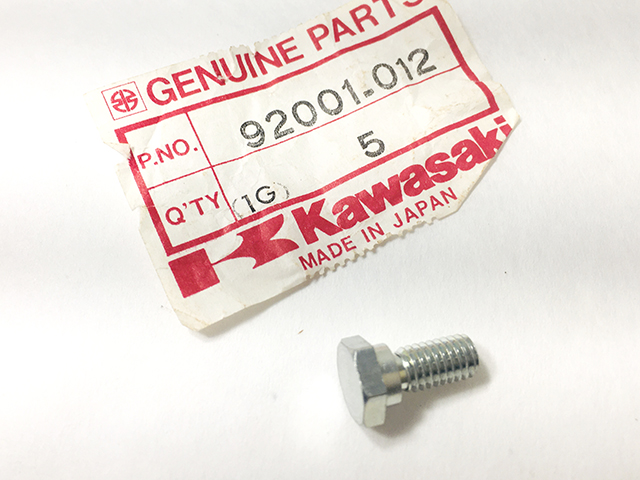 GENUINE PARTS
P.NO. 92001-012
Q'TY (1G) 5
Kawasaki
MADE IN JAPAN